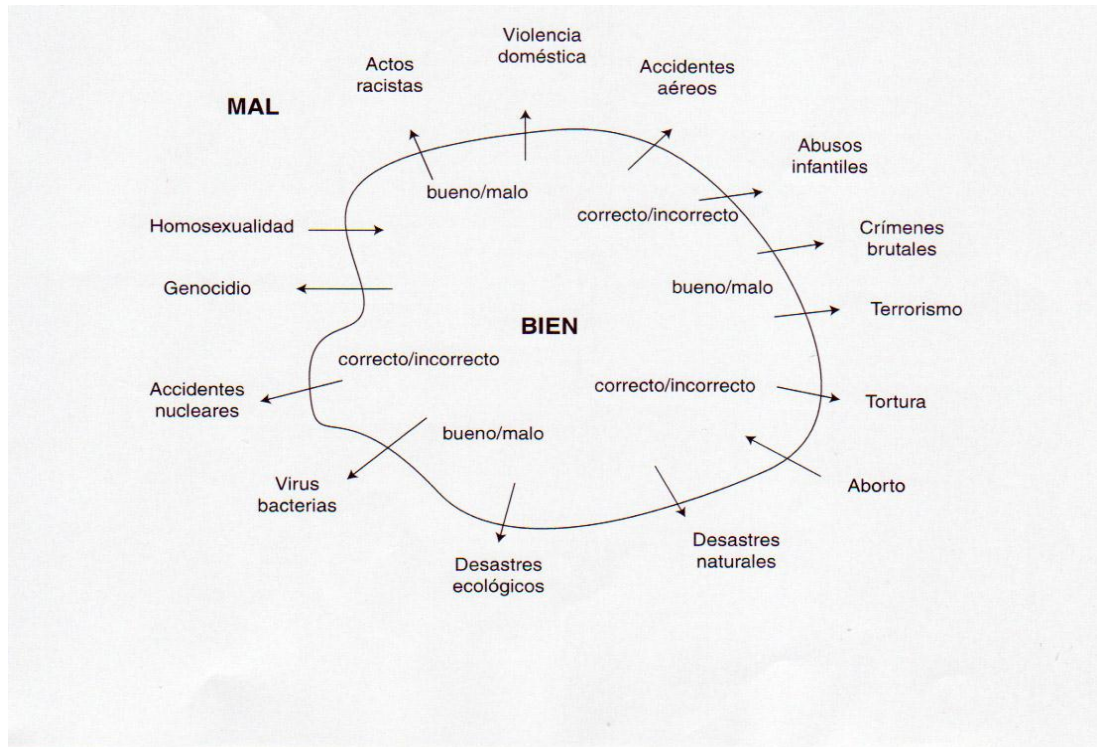 Violencia
doméstica
Actos
racistas
Accidentes
aéreos
MAL
Abusos
infantiles
bueno/malo
correcto/incorrecto
Homosexualidad
Crímenes
brutales
Genocidio
bueno/malo
Terrorismo
BIEN
correcto/incorrecto
correcto/incorrecto
Accidentes
nucleares
Tortura
bueno/malo
Virus
bacterias
Aborto
Desastres
naturales
Desastres
ecológicos